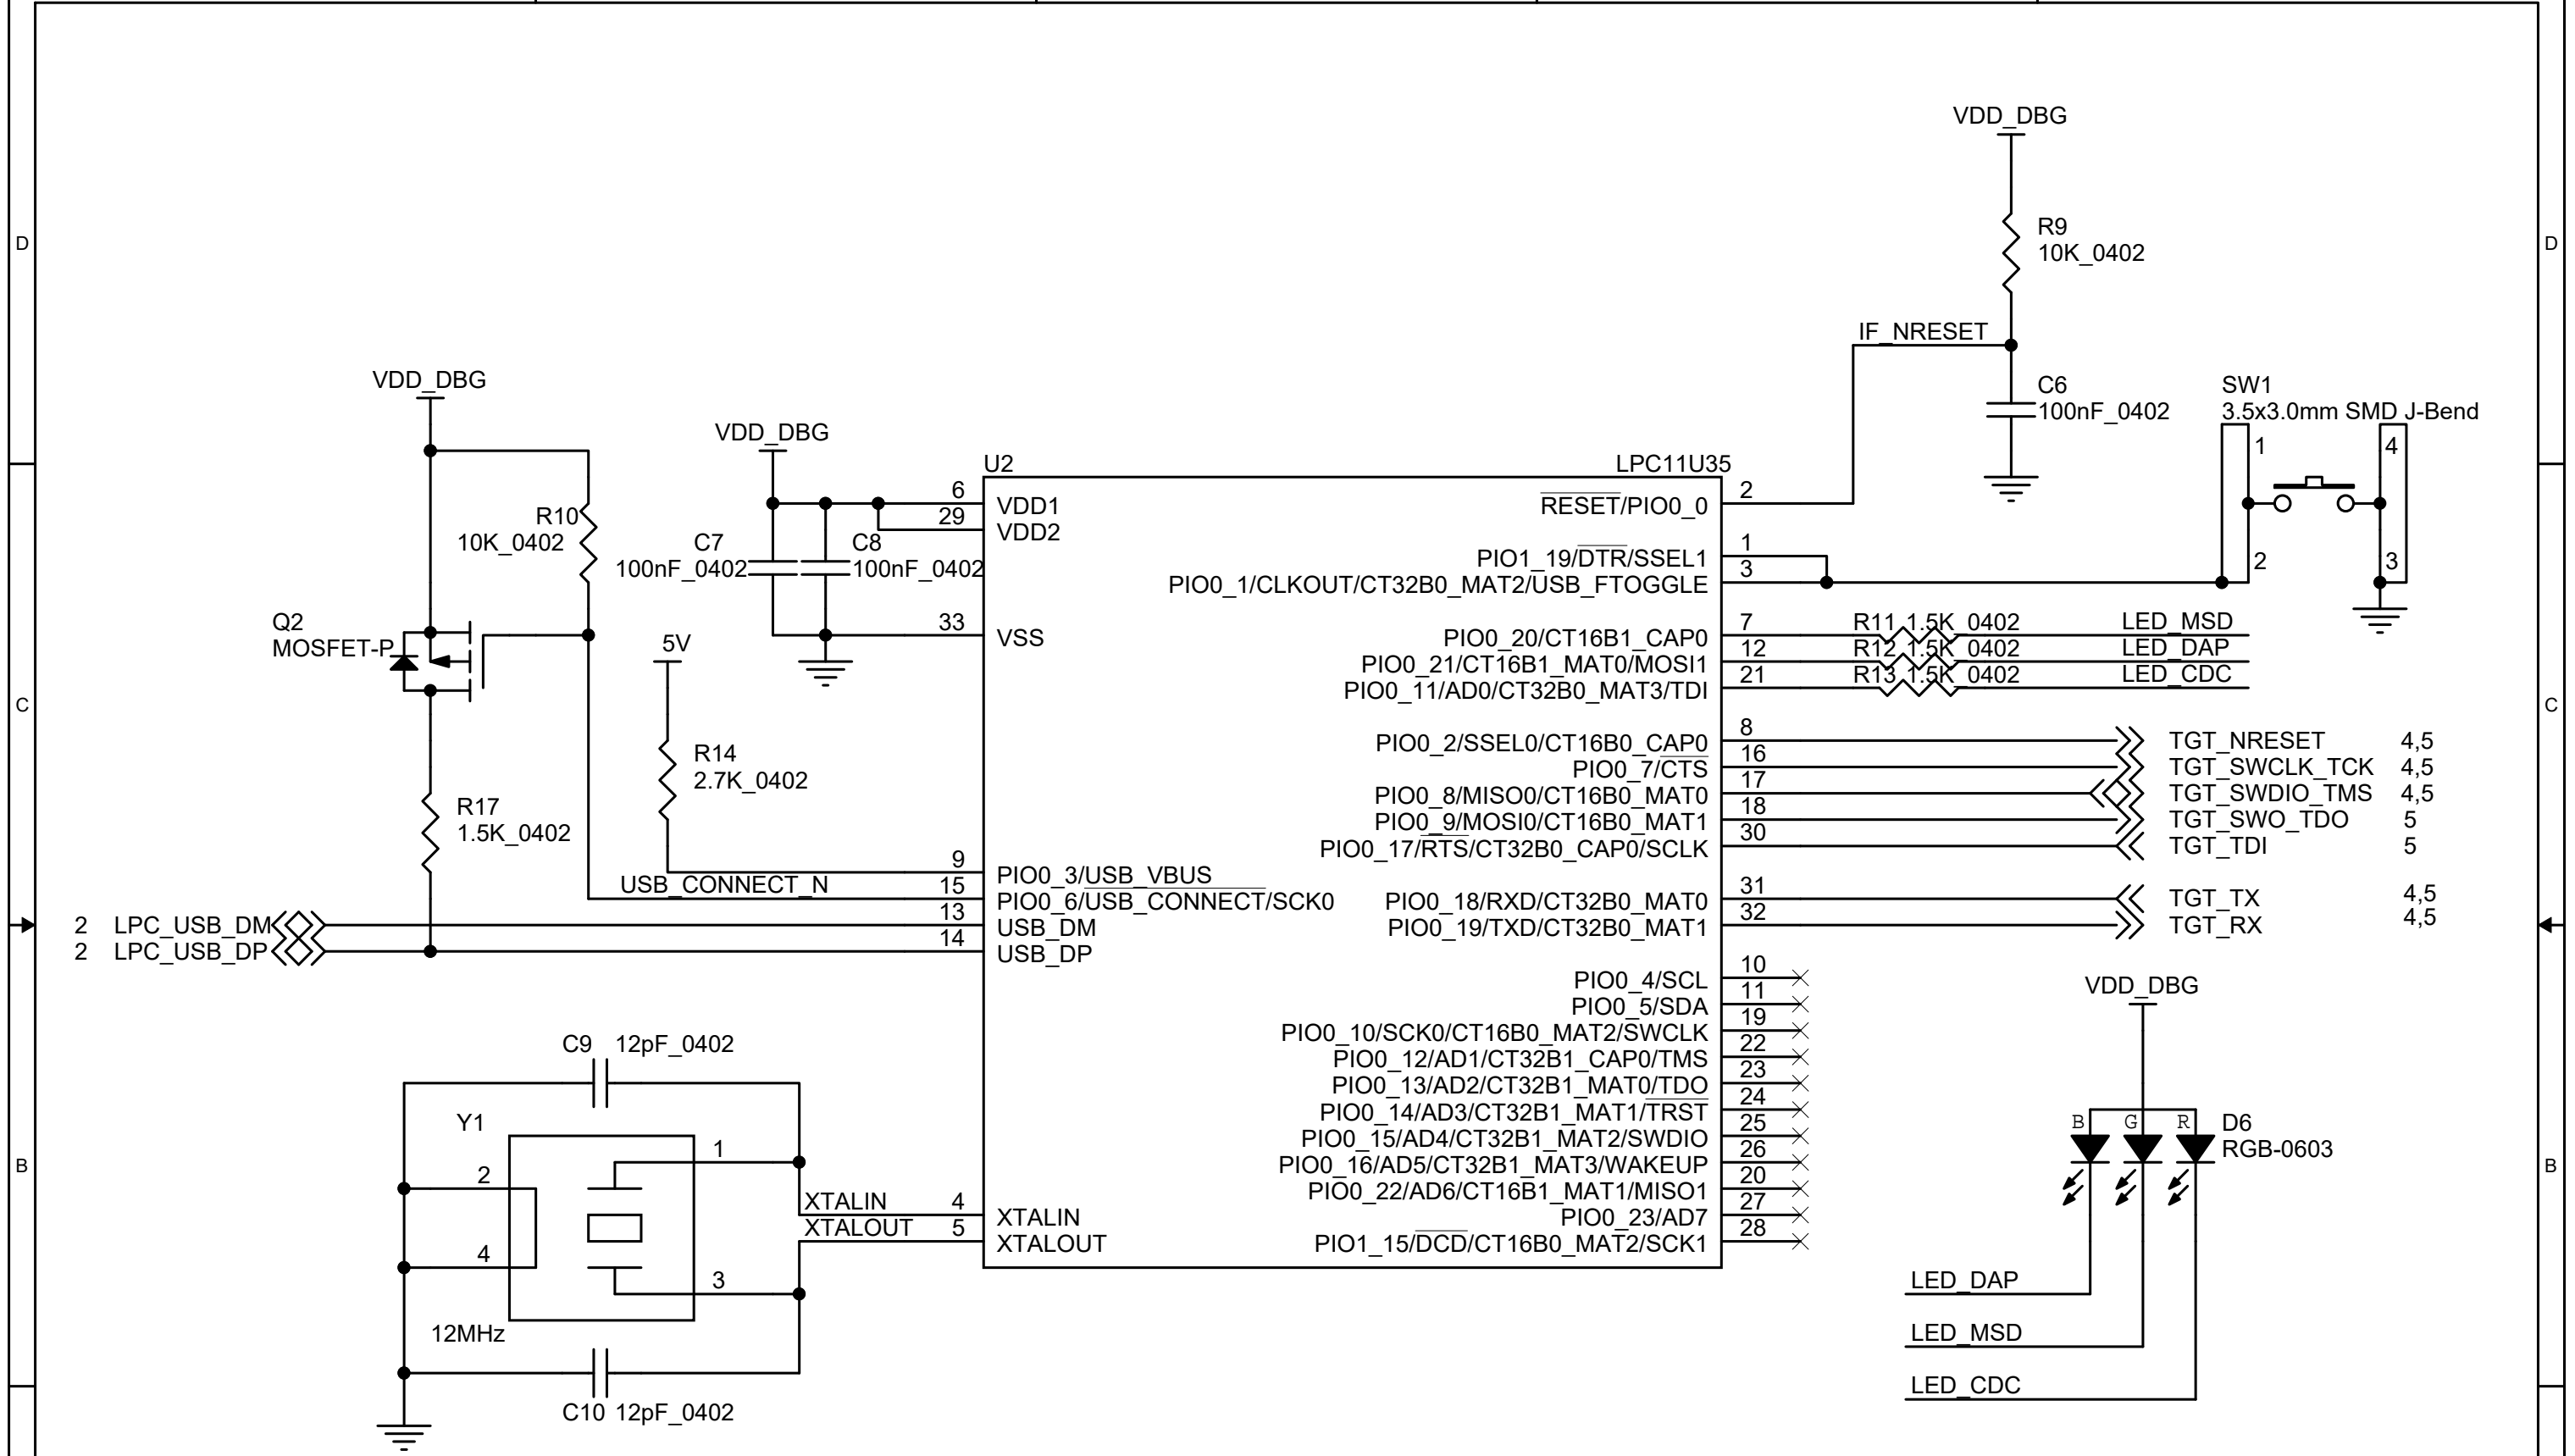 VDD_DBG
D
D
R9
10K_0402
IF_NRESET
C6
100nF_0402
SW1
3.5x3.0mm SMD J-Bend
1
4
2
3
VDD_DBG
R10
10K_0402
Q2
MOSFET-P
R17
1.5K_0402
VDD_DBG
C7
100nF_0402
C8
100nF_0402
5V
R14
2.7K_0402
USB_CONNECT_N
2 LPC_USB_DM
2 LPC_USB_DP
C
C
U2
LPC11U35
6 VDD1
29 VDD2
33 VSS
9 PIO0_3/USB_VBUS
15 PIO0_6/USB_CONNECT/SCK0
13 USB_DM
14 USB_DP
XTALIN 4 XTALIN
XTALOUT 5 XTALOUT
RESET/PIO0_0 2
PIO1_19/DTR/SSEL1 1
PIO0_1/CLKOUT/CT32B0_MAT2/USB_FTOGGLE 3
PIO0_20/CT16B1_CAP0 7 R11 1.5K_0402 LED_MSD
PIO0_21/CT16B1_MAT0/MOSI1 12 R12 1.5K_0402 LED_DAP
PIO0_11/AD0/CT32B0_MAT3/TDI 21 R13 1.5K_0402 LED_CDC
PIO0_2/SSEL0/CT16B0_CAP0 8 TGT_NRESET 4,5
PIO0_7/CTS 16 TGT_SWCLK_TCK 4,5
PIO0_8/MISO0/CT16B0_MAT0 17 TGT_SWDIO_TMS 4,5
PIO0_9/MOSI0/CT16B0_MAT1 18 TGT_SWO_TDO 5
PIO0_17/RTS/CT32B0_CAP0/SCLK 30 TGT_TDI 5
PIO0_18/RXD/CT32B0_MAT0 31 TGT_TX 4,5
PIO0_19/TXD/CT32B0_MAT1 32 TGT_RX 4,5
PIO0_4/SCL 10
PIO0_5/SDA 11
PIO0_10/SCK0/CT16B0_MAT2/SWCLK 19
PIO0_12/AD1/CT32B1_CAP0/TMS 22
PIO0_13/AD2/CT32B1_MAT0/TDO 23
PIO0_14/AD3/CT32B1_MAT1/TRST 24
PIO0_15/AD4/CT32B1_MAT2/SWDIO 25
PIO0_16/AD5/CT32B1_MAT3/WAKEUP 26
PIO0_22/AD6/CT16B1_MAT1/MISO1 20
PIO0_23/AD7 27
PIO1_15/DCD/CT16B0_MAT2/SCK1 28
C9 12pF_0402
Y1
1
2
4
3
12MHz
C10 12pF_0402
B
B
VDD_DBG
B G R
D6
RGB-0603
LED_DAP
LED_MSD
LED_CDC